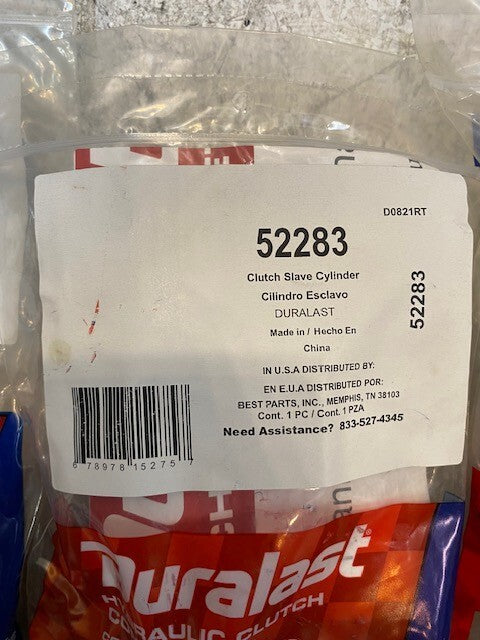 D0821RT
52283
Clutch Slave Cylinder
Cilindro Esclavo
DURALAST
Made in / Hecho En
China
52283
IN U.S.A DISTRIBUTED BY:
EN E.U.A DISTRIBUTED POR:
BEST PARTS, INC., MEMPHIS, TN 38103
Cont. 1 PC / Cont. 1 PZA
Need Assistance? 833-527-4345
6 78978 15275 7
Duralast
CLUTCH